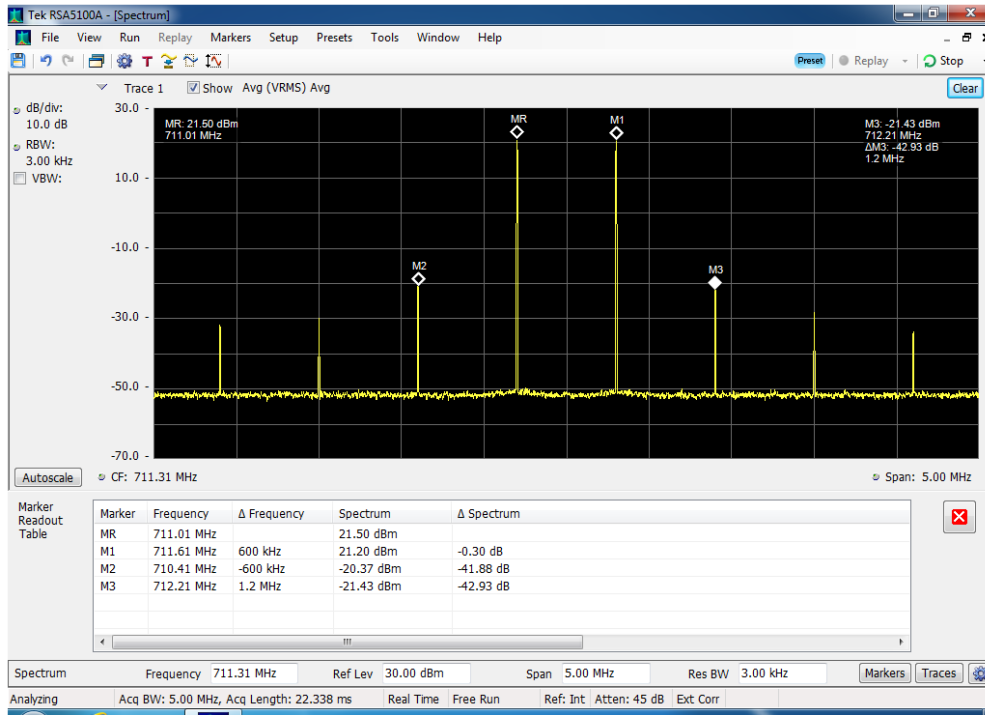 Tek RSA5100A - [Spectrum]
File View Run Replay Markers Setup Presets Tools Window Help
Preset Replay Stop
Trace 1 Show Avg (VRMS) Avg Clear
dB/div:
10.0 dB
RBW:
3.00 kHz
VBW:
30.0
10.0
-10.0
-30.0
-50.0
-70.0
MR: 21.50 dBm
711.01 MHz
MR
M1
M2
M3
M3: -21.43 dBm
712.21 MHz
ΔM3: -42.93 dB
1.2 MHz
Autoscale CF: 711.31 MHz Span: 5.00 MHz
Marker
Readout
Table
Marker Frequency Δ Frequency Spectrum Δ Spectrum
MR 711.01 MHz 21.50 dBm
M1 711.61 MHz 600 kHz 21.20 dBm -0.30 dB
M2 710.41 MHz -600 kHz -20.37 dBm -41.88 dB
M3 712.21 MHz 1.2 MHz -21.43 dBm -42.93 dB
Spectrum Frequency 711.31 MHz Ref Lev 30.00 dBm Span 5.00 MHz Res BW 3.00 kHz Markers Traces
Analyzing Acq BW: 5.00 MHz, Acq Length: 22.338 ms Real Time Free Run Ref: Int Atten: 45 dB Ext Corr